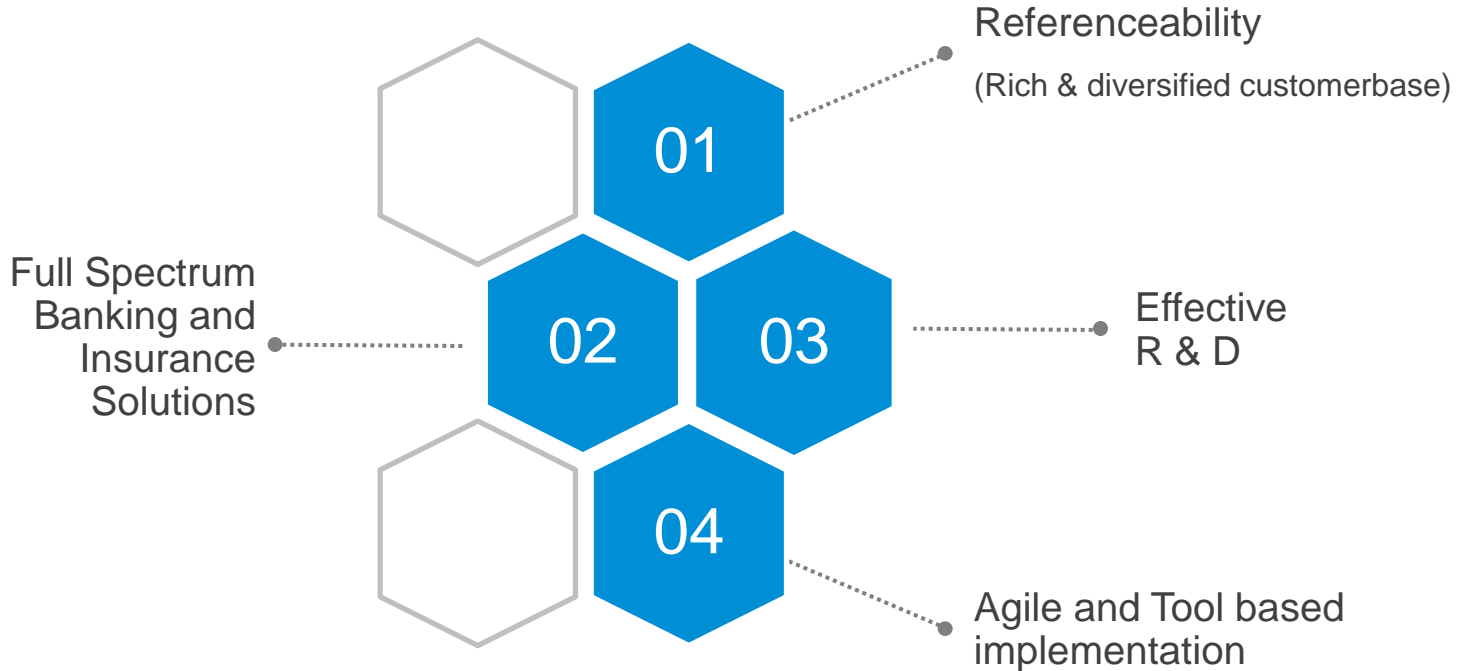 Referenceability
(Rich & diversified customerbase)
01
Full Spectrum
Banking and
Insurance
Solutions
02
03
Effective
R & D
04
Agile and Tool based
implementation